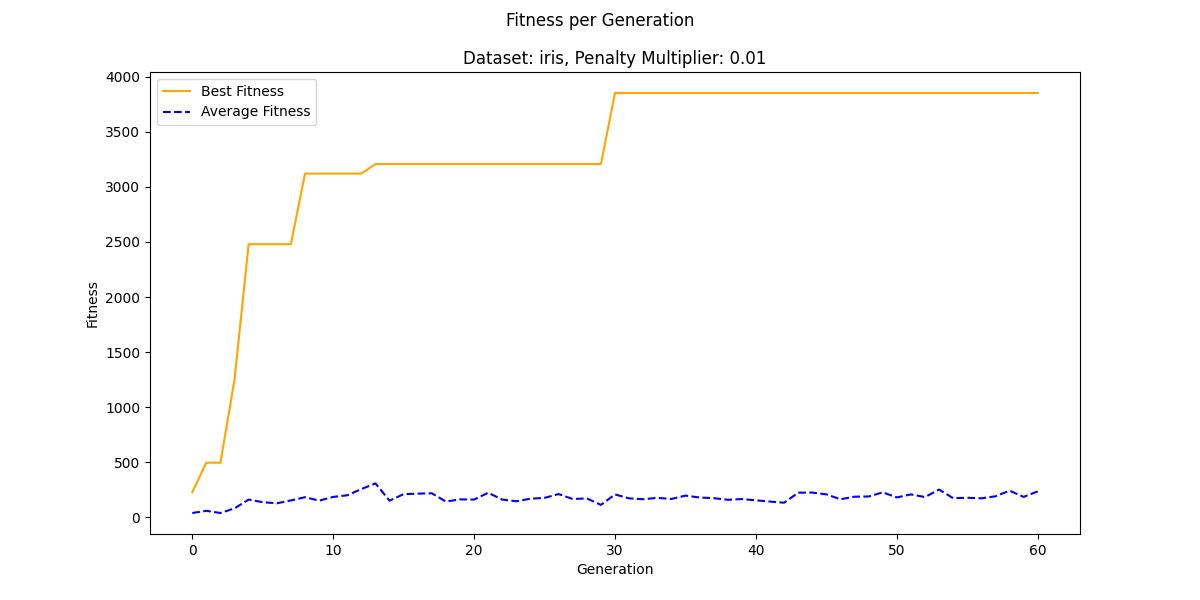 Fitness per Generation
Dataset: iris, Penalty Multiplier: 0.01
Best Fitness
Average Fitness
4000
3500
3000
2500
2000
1500
1000
500
0
Fitness
0 10 20 30 40 50 60
Generation